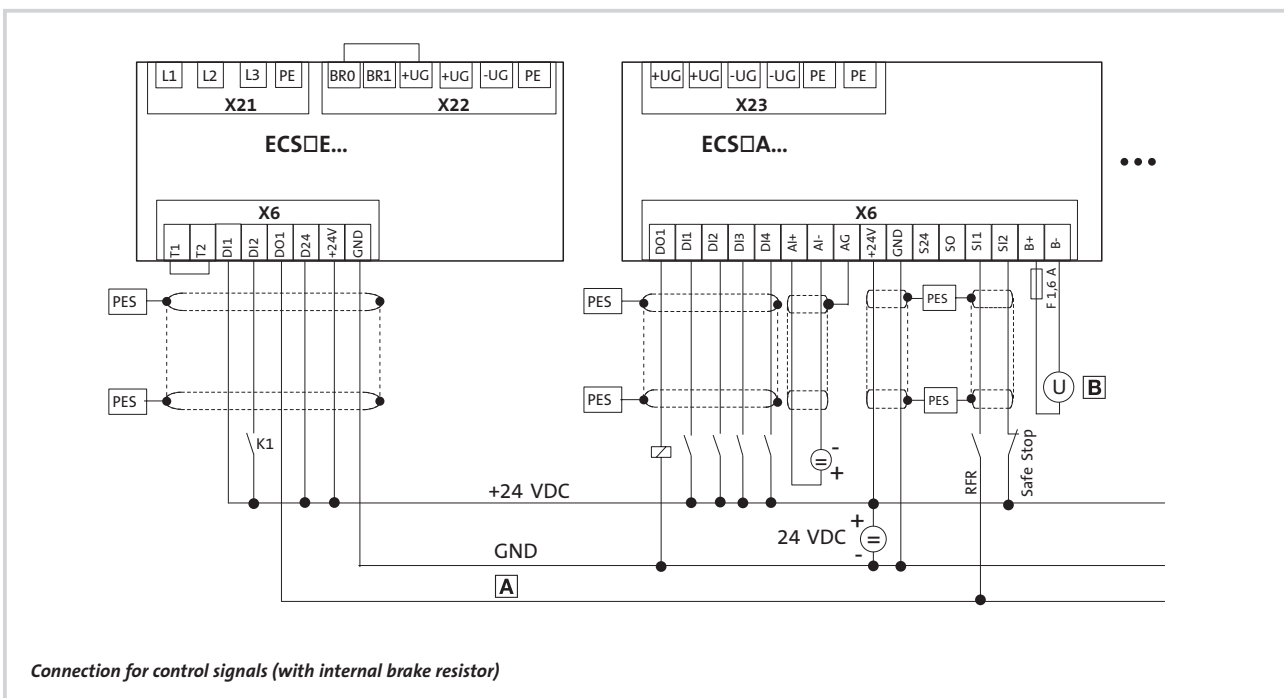 L1 L2 L3 PE BR0 BR1 +UG +UG -UG PE
X21 X22
ECS□E...
X6
T1 T2 DI1 DI2 DO1 D24 +24V GND
PES
PES
K1
+UG +UG -UG -UG PE PE
X23
ECS□A...
X6
DO1 DI1 DI2 DI3 DI4 AI+ AI- AG +24V GND S24 SO SI1 SI2 B+ B-
PES PES F 1,6 A
PES PES U B
- + =
RFR Safe Stop
+24 VDC
24 VDC + = -
GND
A
Connection for control signals (with internal brake resistor)